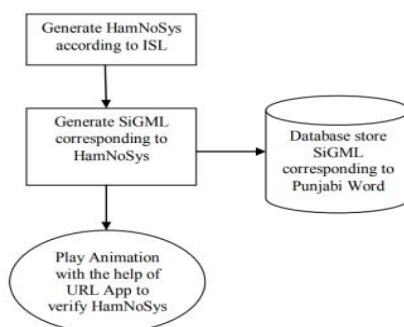 Generate HamNoSys
according to ISL
Generate SiGML
corresponding to
HamNoSys
Database store
SiGML
corresponding to
Punjabi Word
Play Animation
with the help of
URL App to
verify HamNoSys